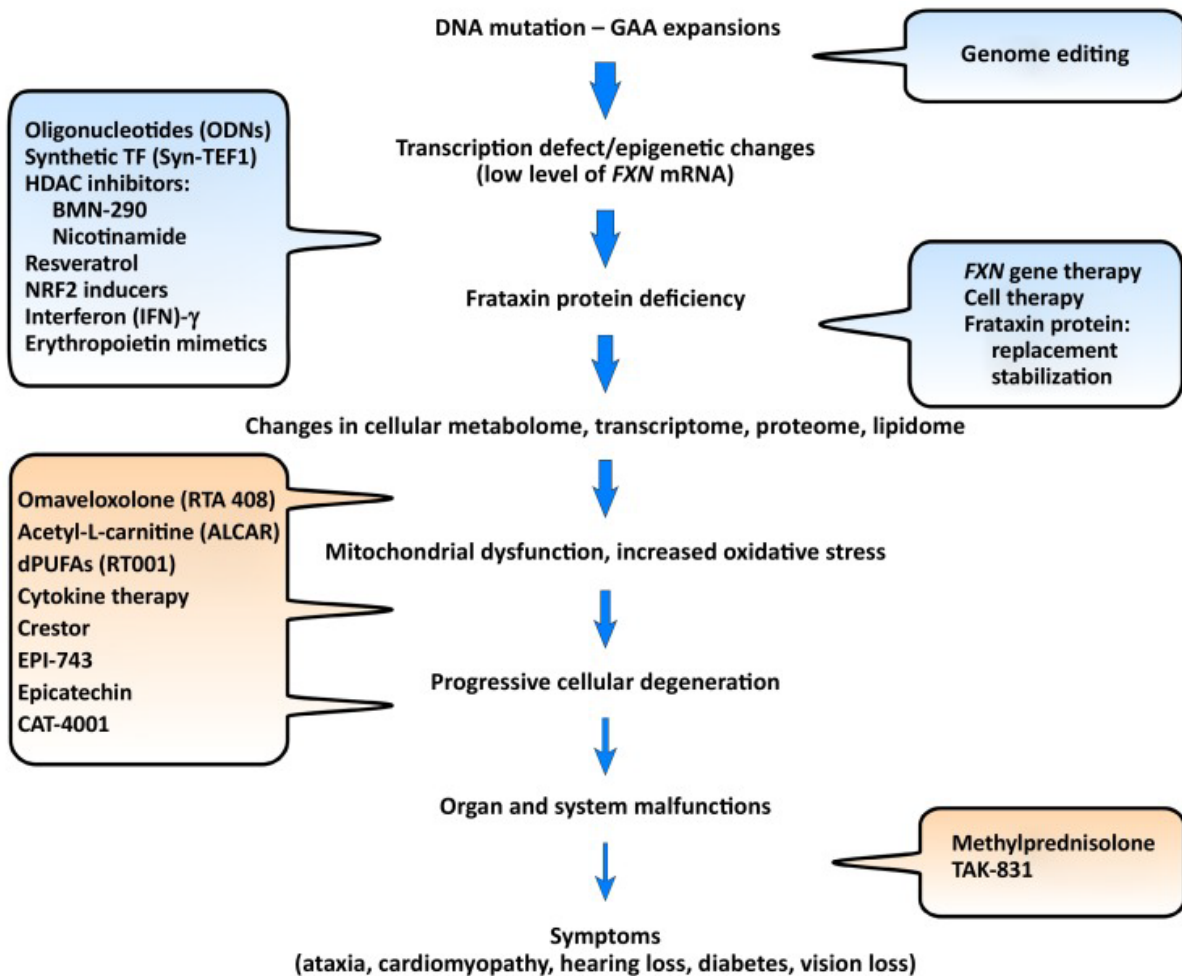 DNA mutation – GAA expansions
Genome editing
Oligonucleotides (ODNs)
Synthetic TF (Syn-TEF1)
HDAC inhibitors:
BMN-290
Nicotinamide
Resveratrol
NRF2 inducers
Interferon (IFN)-γ
Erythropoietin mimetics
Transcription defect/epigenetic changes
(low level of FXN mRNA)
Frataxin protein deficiency
FXN gene therapy
Cell therapy
Frataxin protein:
replacement
stabilization
Changes in cellular metabolome, transcriptome, proteome, lipidome
Omaveloxolone (RTA 408)
Acetyl-L-carnitine (ALCAR)
dPUFAs (RT001)
Cytokine therapy
Crestor
EPI-743
Epicatechin
CAT-4001
Mitochondrial dysfunction, increased oxidative stress
Progressive cellular degeneration
Organ and system malfunctions
Methylprednisolone
TAK-831
Symptoms
(ataxia, cardiomyopathy, hearing loss, diabetes, vision loss)